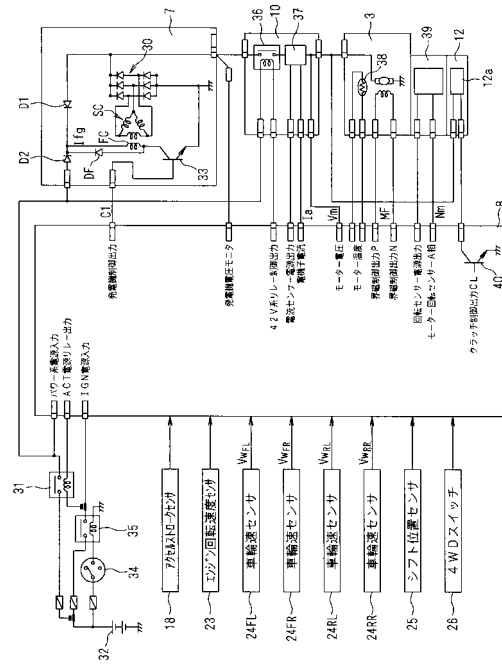 7
30
D1
D2
Ifg
SC
FC
DF
33
10
36
37
3
38
39
12
12a
C1
Ia
Vm
MF
Nm
8
発電機制御出力
発電機電圧モニタ
42V系リレー制御出力
電流センサー電源出力
電機子電流
モーター電圧
モーター温度
界磁制御出力P
界磁制御出力N
回転センサー電源出力
モーター回転センサーA相
クラッチ制御出力CL
40
パワー系電源入力
ACT電源リレー出力
IGN電源入力
31
35
34
32
アクセルストロークセンサ
18
エンジン回転速度センサ
23
車輪速センサ
VWFL
24FL
車輪速センサ
VWFR
24FR
車輪速センサ
VWRL
24RL
車輪速センサ
VWRR
24RR
シフト位置センサ
25
4WDスイッチ
26